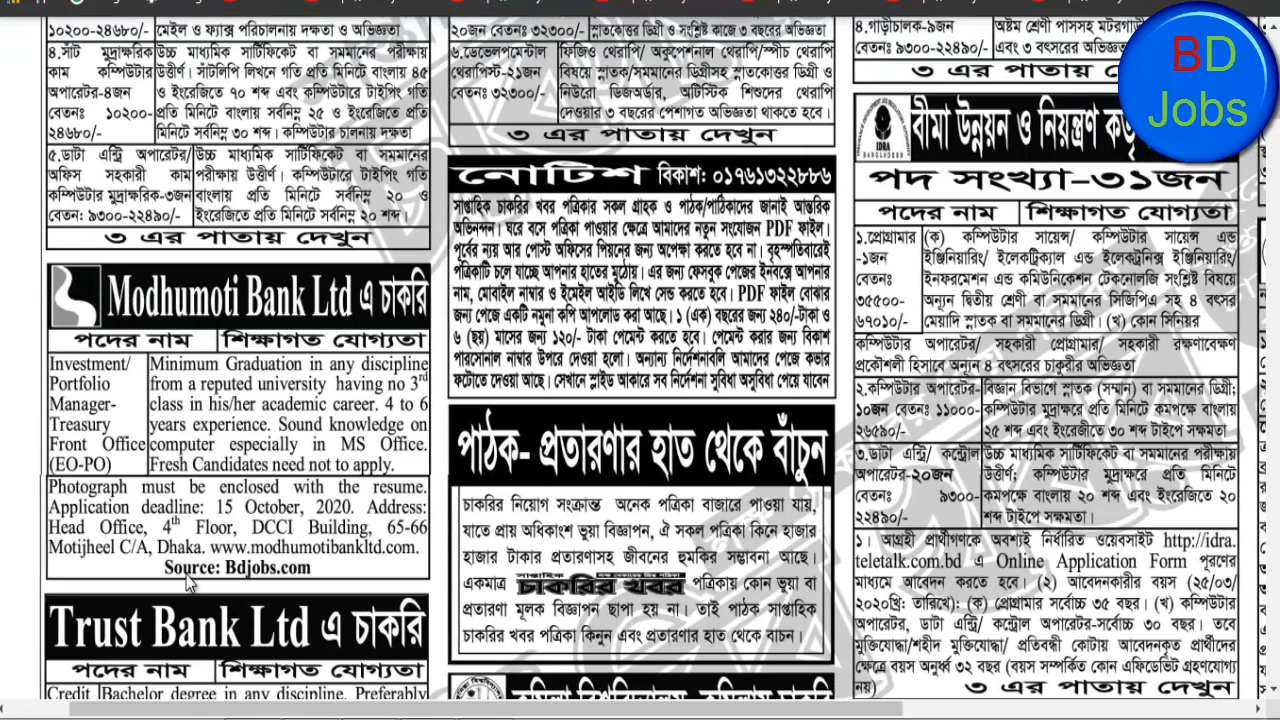 ১০২০০-২৪৬৮০/- মেইল ও ফ্যাক্স পরিচালনায় দক্ষতা ও অভিজ্ঞতা
৪.সাঁট মুদ্রাক্ষরিক কাম কম্পিউটার অপারেটর-৪জন বেতনঃ ১০২০০-২৪৬৮০/-
উচ্চ মাধ্যমিক সার্টিফিকেট বা সমমানের পরীক্ষায়
উত্তীর্ণ। সাঁটলিপি লিখনে গতি প্রতি মিনিটে বাংলায় ৪৫
ও ইংরেজিতে ৭০ শব্দ এবং কম্পিউটারে টাইপিং গতি
প্রতি মিনিটে বাংলায় সর্বনিম্ন ২৫ ও ইংরেজিতে প্রতি
মিনিটে সর্বনিম্ন ৩০ শব্দ। কম্পিউটার চালনায় দক্ষতা
৫.ডাটা এন্ট্রি অপারেটর/
অফিস সহকারী কাম
কম্পিউটার মুদ্রাক্ষরিক-৩জন
বেতন: ৯৩০০-২২৪৯০/-
উচ্চ মাধ্যমিক সার্টিফিকেট বা সমমানের
পরীক্ষায় উত্তীর্ণ। কম্পিউটারে টাইপিং গতি
বাংলায় প্রতি মিনিটে সর্বনিম্ন ২০ ও
ইংরেজিতে প্রতি মিনিটে সর্বনিম্ন ২০ শব্দ।
৩ এর পাতায় দেখুন
Modhumoti Bank Ltd এ চাকরি
পদের নাম শিক্ষাগত যোগ্যতা
Investment/
Portfolio
Manager-
Treasury
Front Office
(EO-PO)
Minimum Graduation in any discipline
from a reputed university having no 3rd
class in his/her academic career. 4 to 6
years experience. Sound knowledge on
computer especially in MS Office.
Fresh Candidates need not to apply.
Photograph must be enclosed with the resume.
Application deadline: 15 October, 2020. Address:
Head Office, 4th Floor, DCCI Building, 65-66
Motijheel C/A, Dhaka. www.modhumotibankltd.com.
Source: Bdjobs.com
Trust Bank Ltd এ চাকরি
পদের নাম শিক্ষাগত যোগ্যতা
Credit Bachelor degree in any discipline. Preferably
২০জন বেতনঃ ৩২৩০০/- স্নাতকোত্তর ডিগ্রী ও সংশ্লিষ্ট কাজে ৩ বছরের অভিজ্ঞতা
৬.ডেভেলপমেন্টাল
থেরাপিস্ট-২১জন
বেতনঃ ৩২৩০০/-
ফিজিও থেরাপি/ অকুপেশনাল থেরাপি/স্পীচ থেরাপি
বিষয়ে স্নাতক/সমমানের ডিগ্রীসহ স্নাতকোত্তর ডিগ্রী ও
নিউরো ডিজঅর্ডার, অটিস্টিক শিশুদের থেরাপী
দেওয়ার ৩ বছরের পেশাগত অভিজ্ঞতা থাকতে হবে।
৩ এর পাতায় দেখুন
নোটিশ বিকাশ: ০১৭৬১৩২২৮৮৬
সাপ্তাহিক চাকরির খবর পত্রিকার সকল গ্রাহক ও পাঠক/পাঠিকাদের জানাই আন্তরিক
অভিনন্দন। ঘরে বসে পত্রিকা পাওয়ার ক্ষেত্রে আমাদের নতুন সংযোজন PDF ফাইল।
পূর্বের ন্যয় আর পোস্ট অফিসের পিয়নের জন্য অপেক্ষা করতে হবে না। বৃহস্পতিবারেই
পত্রিকাটি চলে যাচ্ছে আপনার হাতের মুঠোয়। এর জন্য ফেসবুক পেজের ইনবক্সে আপনার
নাম, মোবাইল নাম্বার ও ইমেইল আইডি লিখে সেন্ড করতে হবে। PDF ফাইল বোঝার
জন্য পেজে একটি নমুনা কপি আপলোড করা আছে। ১ (এক) বছরের জন্য ২৪০/-টাকা ও
৬ (ছয়) মাসের জন্য ১২০/- টাকা পেমেন্ট করতে হবে। পেমেন্ট করার জন্য বিকাশ
পারসোনাল নাম্বার উপরে দেওয়া হলো। অন্যান্য নির্দেশনাবলি আমাদের পেজে কভার
ফটোতে দেওয়া আছে। সেখানে স্লাইড আকারে সব নির্দেশনা সুবিধা অসুবিধা পেয়ে যাবেন
পাঠক- প্রতারণার হাত থেকে বাঁচুন
চাকরির নিয়োগ সংক্রান্ত অনেক পত্রিকা বাজারে পাওয়া যায়,
যাতে প্রায় অধিকাংশ ভুয়া বিজ্ঞাপন, ঐ সকল পত্রিকা কিনে হাজার
হাজার টাকার প্রতারণাসহ জীবনের হুমকির সম্ভাবনা আছে।
একমাত্র সাপ্তাহিক চাকরির খবর পত্রিকায় কোন ভুয়া বা
প্রতারণা মূলক বিজ্ঞাপন ছাপা হয় না। তাই পাঠক সাপ্তাহিক
চাকরির খবর পত্রিকা কিনুন এবং প্রতারণার হাত থেকে বাচন।
৪.গাড়ীচালক-৯জন
বেতনঃ ৯৩০০-২২৪৯০/-
অষ্টম শ্রেণী পাসসহ
এবং ৩ বৎসরের
৩ এর পাতায়
BD
Jobs
IDRA
BANGLADESH
বীমা উন্নয়ন ও নিয়ন্ত্রণ
পদ সংখ্যা-৩১জন
পদের নাম শিক্ষাগত যোগ্যতা
১.প্রোগ্রামার
-১জন
বেতনঃ
৩৫৫০০-
৬৭০১০/-
(ক) কম্পিউটার সায়েন্স/ কম্পিউটার সায়েন্স এন্ড
ইঞ্জিনিয়ারিং/ ইলেকট্রিক্যাল এন্ড ইলেকট্রনিক্স ইঞ্জিনিয়ারিং/
ইনফরমেশন এন্ড কমিউনিকেশন টেকনোলজি সংশ্লিষ্ট বিষয়ে
অন্যূন দ্বিতীয় শ্রেণী বা সমমানের সিজিপিএ সহ ৪ বৎসর
মেয়াদি স্নাতক বা সমমানের ডিগ্রী। (খ) কোন সিনিয়র
কম্পিউটার অপারেটর/ সহকারী প্রোগ্রামার/ সহকারী রক্ষণাবেক্ষণ
প্রকৌশলী হিসাবে অন্যূন ৪ বৎসরের চাকুরীর অভিজ্ঞতা
২.কম্পিউটার অপারেটর-
১০জন বেতনঃ ১১০০০-
২৬৫৯০/-
বিজ্ঞান বিভাগে স্নাতক (সম্মান) বা সমমানের ডিগ্রী;
কম্পিউটার মুদ্রাক্ষরে প্রতি মিনিটে কমপক্ষে বাংলায়
২৫ শব্দ এবং ইংরেজীতে ৩০ শব্দ টাইপে সক্ষমতা।
৩.ডাটা এন্ট্রি/ কন্ট্রোল
অপারেটর-২০জন
বেতনঃ ৯৩০০-
২২৪৯০/-
উচ্চ মাধ্যমিক সার্টিফিকেট বা সমমানের পরীক্ষায়
উত্তীর্ণ; কম্পিউটার মুদ্রাক্ষরে প্রতি মিনিটে
কমপক্ষে বাংলায় ২০ শব্দ এবং ইংরেজিতে ২০
শব্দ টাইপে সক্ষমতা।
১। আগ্রহী প্রার্থীগণকে অবশ্যই নির্ধারিত ওয়েবসাইট http://idra.
teletalk.com.bd এ Online Application Form পূরণের
মাধ্যমে আবেদন করতে হবে। (২) আবেদনকারীর বয়স (২৫/০৩/
২০২০খ্রি: তারিখে): (ক) প্রোগ্রামার সর্বোচ্চ ৩৫ বছর। (খ) কম্পিউটার
অপারেটর, ডাটা এন্ট্রি/ কন্ট্রোল অপারেটর-সর্বোচ্চ ৩০ বছর। তবে
মুক্তিযোদ্ধা/শহীদ মুক্তিযোদ্ধা/ প্রতিবন্ধী কোটায় আবেদনকৃত প্রার্থীদের
ক্ষেত্রে বয়স অনুর্ধ্ব ৩২ বছর (বয়স সম্পর্কিত কোন এফিডেভিট গ্রহণযোগ্য
নয়) ৩ এর পাতায় দেখুন